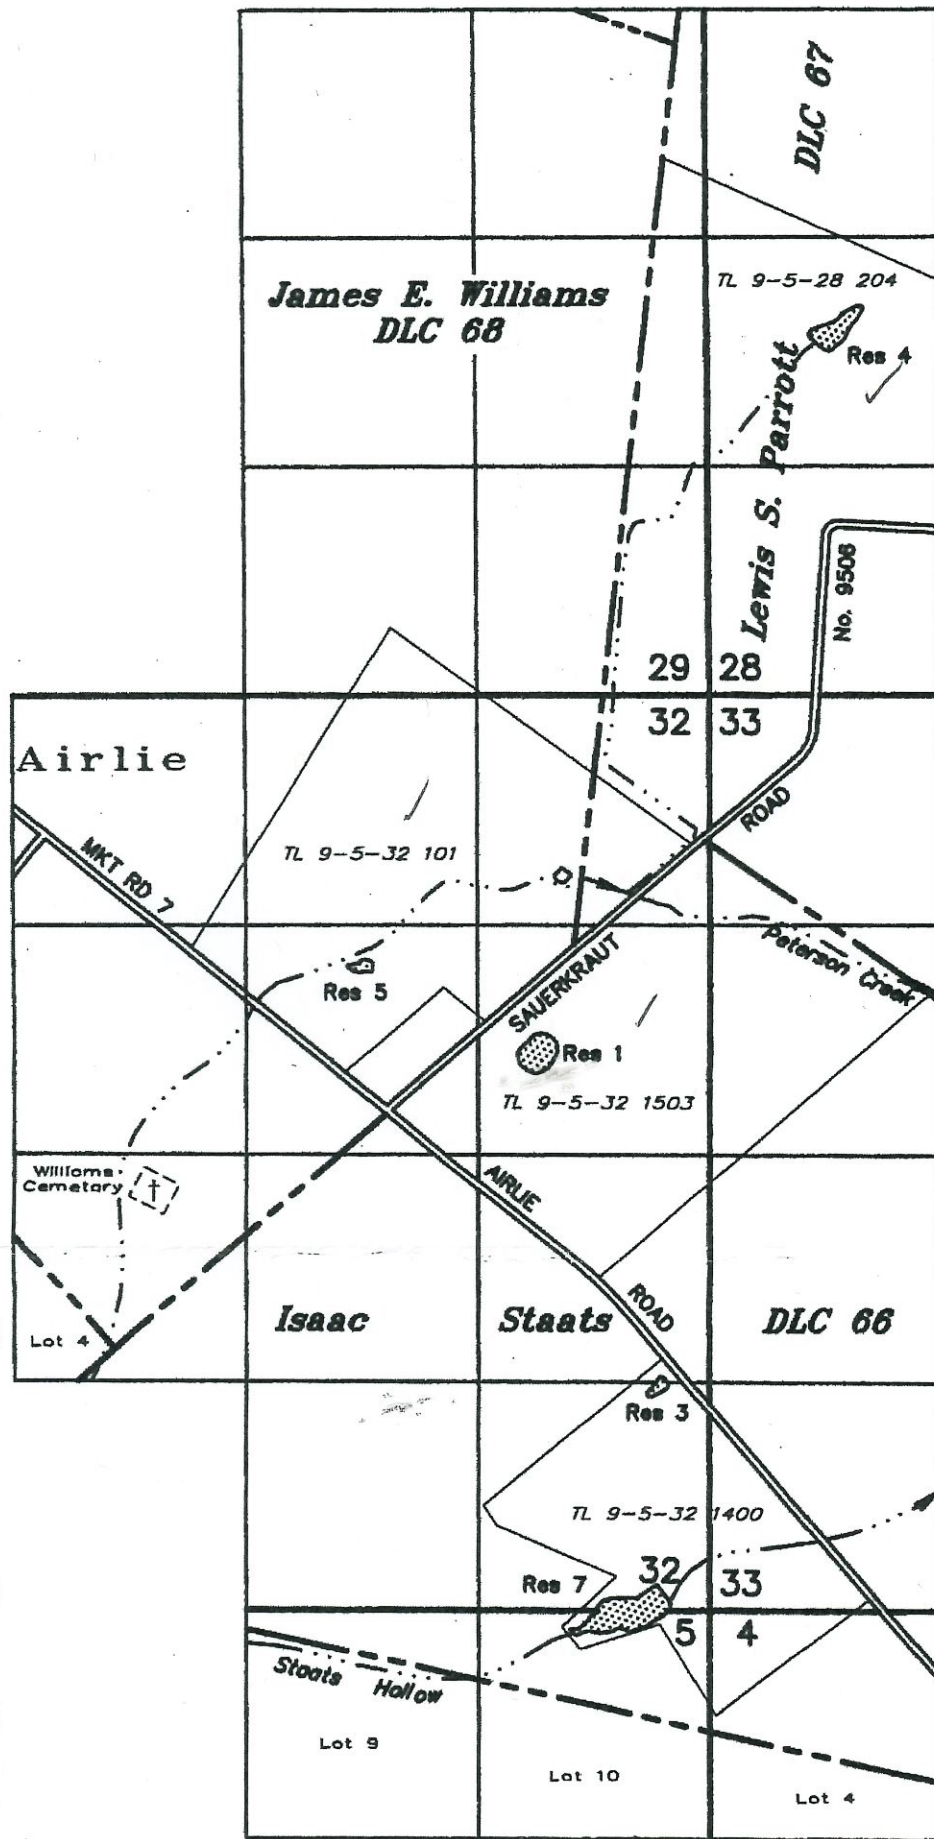 DLC 67
James E. Williams
DLC 68
TL 9-5-28 204
Res 4
Lewis S. Parrott
No. 9506
29 28
32 33
Airlie
ROAD
MKT RD 7
TL 9-5-32 101
Peterson Creek
Res 5
SAUERKRAUT
Res 1
TL 9-5-32 1503
Williams
Cemetery
AIRLIE
ROAD
Isaac Staats DLC 66
Lot 4
Res 3
TL 9-5-32 1400
Res 7
32 33
5 4
Staats Hollow
Lot 9
Lot 10
Lot 4